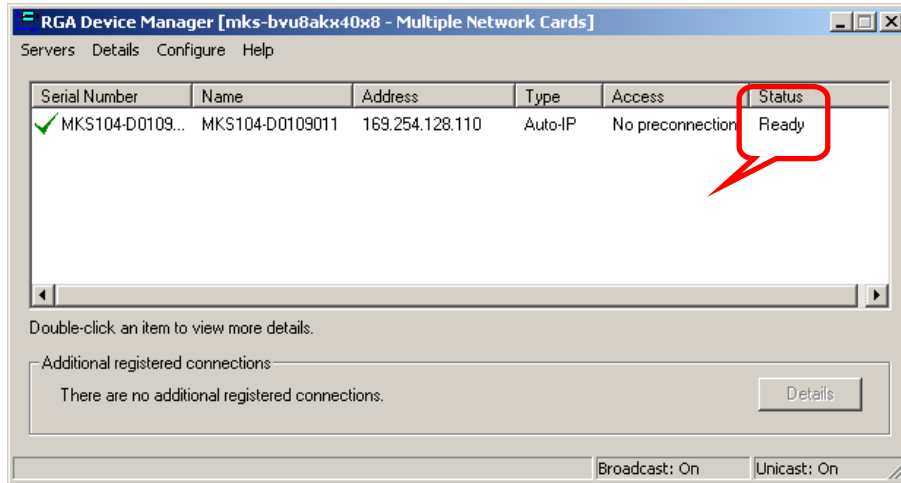 RGA Device Manager [mks-bvu8akx40x8 - Multiple Network Cards]
Servers Details Configure Help
Serial Number Name Address Type Access Status
MKS104-D0109... MKS104-D0109011 169.254.128.110 Auto-IP No preconnection Ready
Double-click an item to view more details.
Additional registered connections
There are no additional registered connections. Details
Broadcast: On Unicast: On